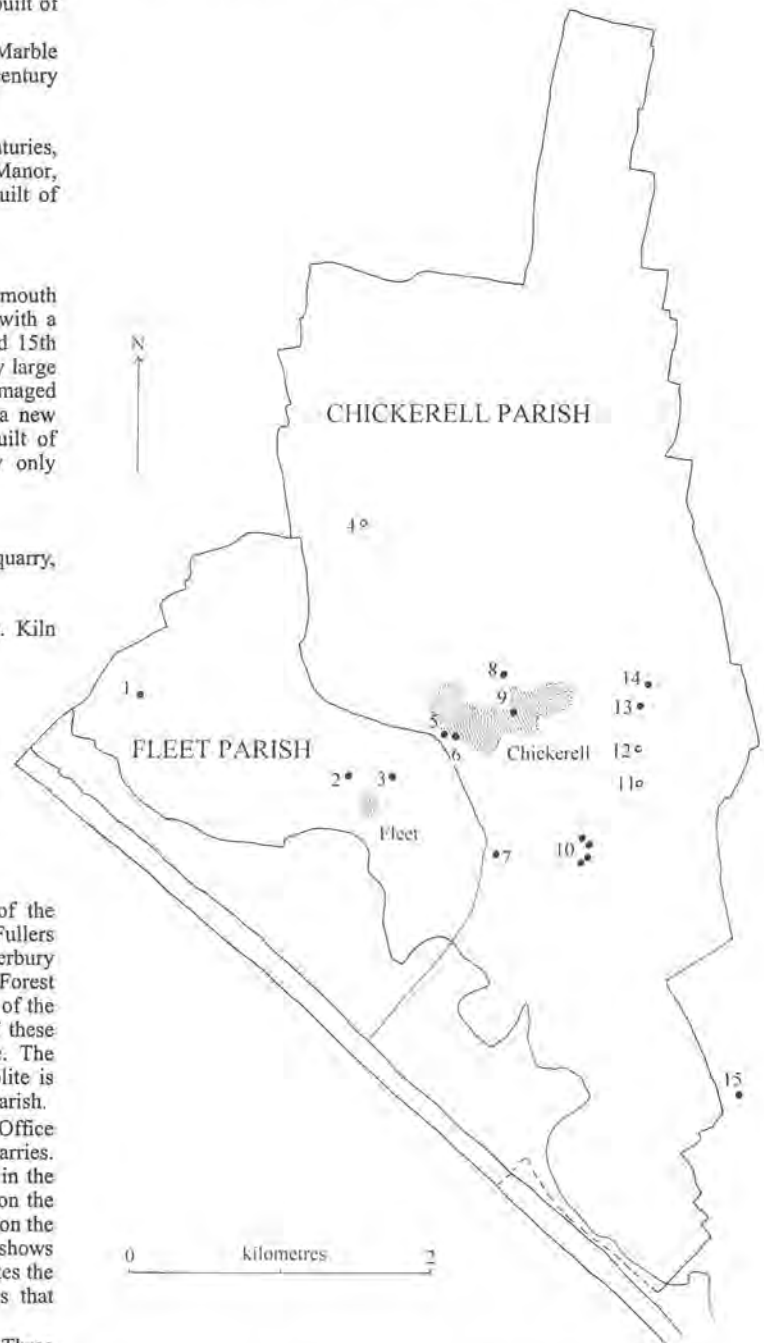 built of
Marble
century
nturies,
Manor,
uilt of
mouth
with a
d 15th
y large
maged
a new
uilt of
only
quarry,
. Kiln
of the
Fullers
erbury
Forest
of the
these
. The
lite is
arish.
Office
arries.
in the
on the
on the
shows
tes the
s that
N
CHICKERELL PARISH
4
8
14
1
9
13
5
6
FLEET PARISH
Chickerell
12
2
3
11
Fleet
7
10
15
0 kilometres 2